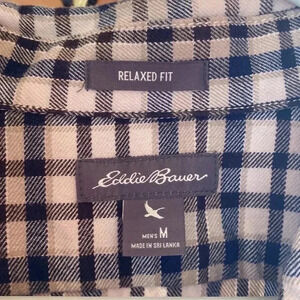 RELAXED FIT
Eddie Bauer
MEN'S M
MADE IN SRI LANKA